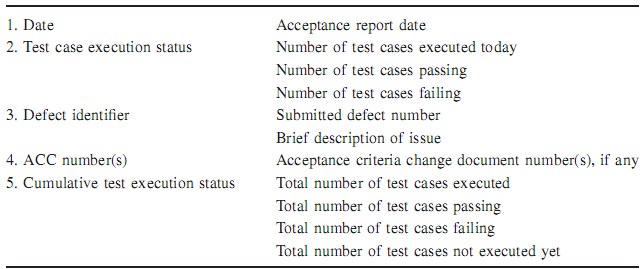 1. Date Acceptance report date
2. Test case execution status Number of test cases executed today
Number of test cases passing
Number of test cases failing
3. Defect identifier Submitted defect number
Brief description of issue
4. ACC number(s) Acceptance criteria change document number(s), if any
5. Cumulative test execution status Total number of test cases executed
Total number of test cases passing
Total number of test cases failing
Total number of test cases not executed yet